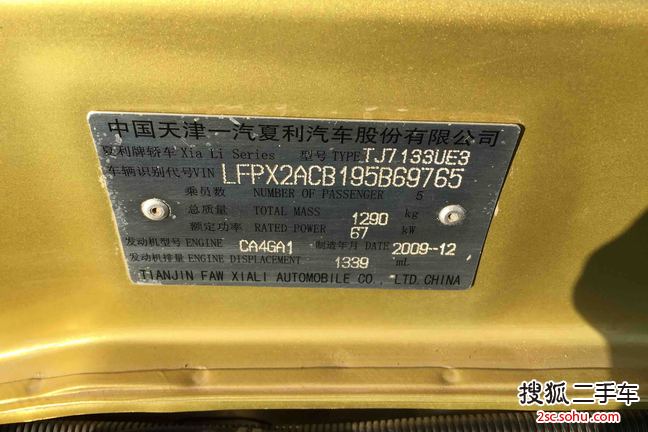 中国天津一汽夏利汽车股份有限公司
夏利牌轿车 Xia Li Series 型号 TYPE TJ7133UE3
车辆识别代号 VIN LFPX2ACB195B69765
乘员数 NUMBER OF PASSENGER 5
总质量 TOTAL MASS 1290 kg
额定功率 RATED POWER 67 kW
发动机型号 ENGINE CA4GA1 制造年月 DATE 2009-12
发动机排量 ENGINE DISPLACEMENT 1339 mL
TIANJIN FAW XIALI AUTOMOBILE CO., LTD. CHINA
搜狐二手车
2sc.sohu.com